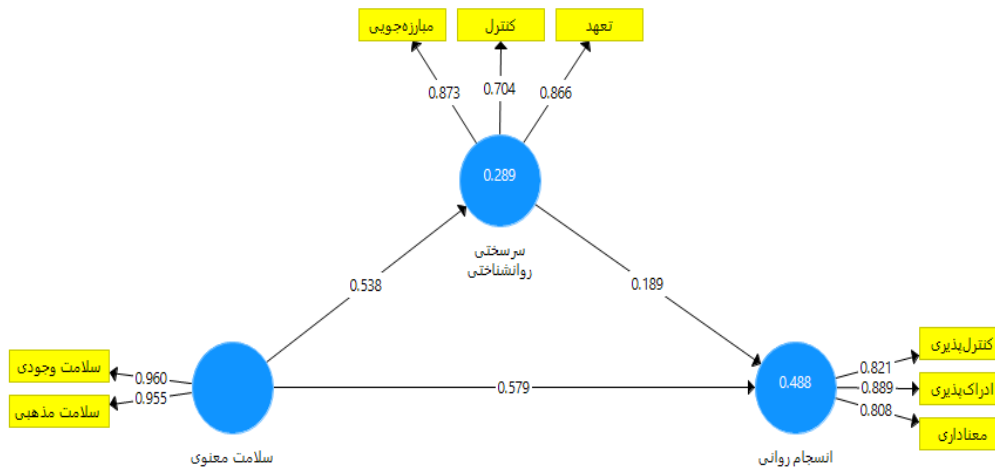 تعهد
کنترل
مبارزه‌جویی
0.873
0.704
0.866
0.289
سرسختی
روانشناختی
0.538
0.189
کنترل‌پذیری
سلامت وجودی
0.960
0.821
0.579
0.488
0.889
ادراک‌پذیری
سلامت مذهبی
0.955
0.808
معناداری
سلامت معنوی
انسجام روانی